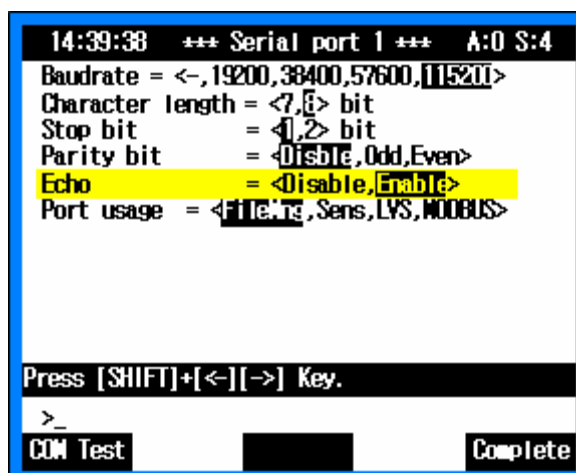 14:39:38 *** Serial port 1 *** A:0 S:4
Baudrate = <-,19200,38400,57600,115200>
Character length = <7,8> bit
Stop bit = <1,2> bit
Parity bit = <Disble,Odd,Even>
Echo = <Disable,Enable>
Port usage = <Fileing,Sens,LVS,MODBUS>
Press [SHIFT]+[<-][->] Key.
>_
COM Test Complete